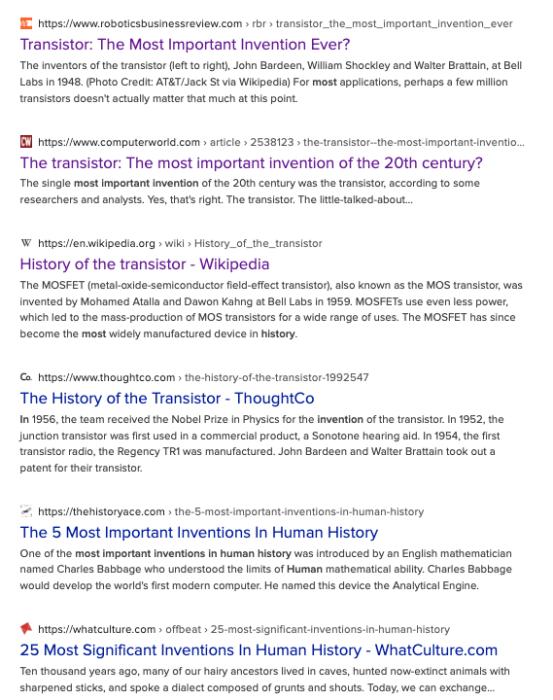 https://www.roboticsbusinessreview.com › rbr › transistor_the_most_important_invention_ever
Transistor: The Most Important Invention Ever?
The inventors of the transistor (left to right), John Bardeen, William Shockley and Walter Brattain, at Bell
Labs in 1948. (Photo Credit: AT&T/Jack St via Wikipedia) For most applications, perhaps a few million
transistors doesn't actually matter that much at this point.
CW https://www.computerworld.com › article › 2538123 › the-transistor--the-most-important-inventio...
The transistor: The most important invention of the 20th century?
The single most important invention of the 20th century was the transistor, according to some
researchers and analysts. Yes, that's right. The transistor. The little-talked-about...
W https://en.wikipedia.org › wiki › History_of_the_transistor
History of the transistor - Wikipedia
The MOSFET (metal-oxide-semiconductor field-effect transistor), also known as the MOS transistor, was
invented by Mohamed Atalla and Dawon Kahng at Bell Labs in 1959. MOSFETs use even less power,
which led to the mass-production of MOS transistors for a wide range of uses. The MOSFET has since
become the most widely manufactured device in history.
Co. https://www.thoughtco.com › the-history-of-the-transistor-1992547
The History of the Transistor - ThoughtCo
In 1956, the team received the Nobel Prize in Physics for the invention of the transistor. In 1952, the
junction transistor was first used in a commercial product, a Sonotone hearing aid. In 1954, the first
transistor radio, the Regency TR1 was manufactured. John Bardeen and Walter Brattain took out a
patent for their transistor.
https://thehistoryace.com › the-5-most-important-inventions-in-human-history
The 5 Most Important Inventions In Human History
One of the most important inventions in human history was introduced by an English mathematician
named Charles Babbage who understood the limits of Human mathematical ability. Charles Babbage
would develop the world's first modern computer. He named this device the Analytical Engine.
https://whatculture.com › offbeat › 25-most-significant-inventions-in-human-history
25 Most Significant Inventions In Human History - WhatCulture.com
Ten thousand years ago, many of our hairy ancestors lived in caves, hunted now-extinct animals with
sharpened sticks, and spoke a dialect composed of grunts and shouts. Today, we can exchange...